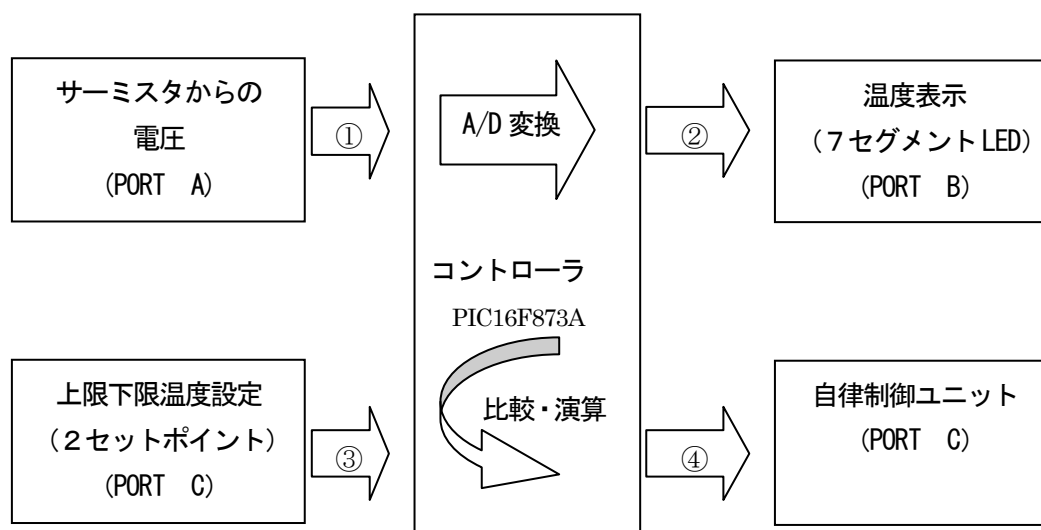 サーミスタからの
電圧
(PORT A)
①
A/D 変換
②
温度表示
(7セグメント LED)
(PORT B)
コントローラ
PIC16F873A
上限下限温度設定
(2セットポイント)
(PORT C)
③
比較・演算
④
自律制御ユニット
(PORT C)